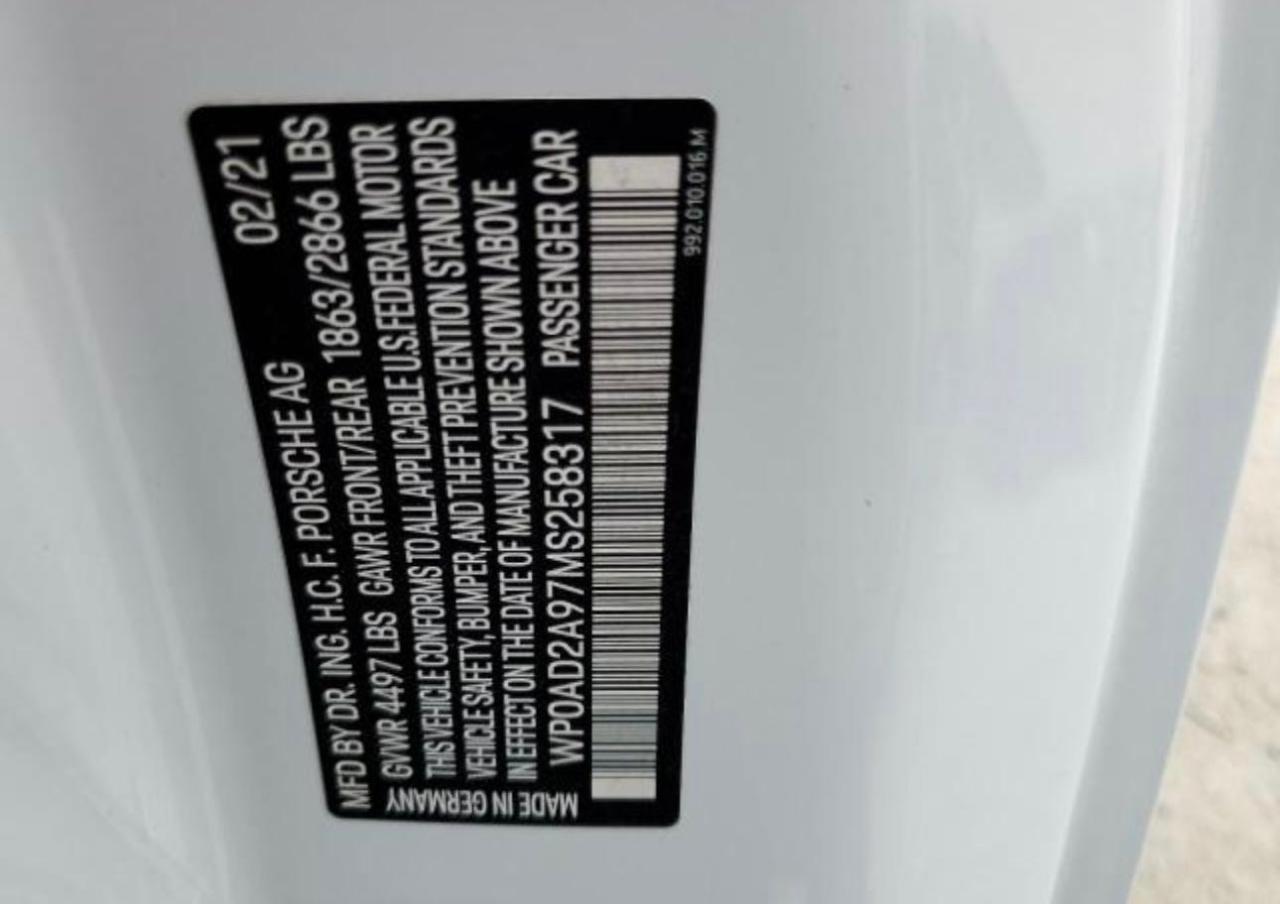 MFD BY DR. ING. H.C. F. PORSCHE AG 02/21
GVWR 4497 LBS GAWR FRONT/REAR 1863/2866 LBS
THIS VEHICLE CONFORMS TO ALL APPLICABLE U.S. FEDERAL MOTOR
VEHICLE SAFETY, BUMPER, AND THEFT PREVENTION STANDARDS
IN EFFECT ON THE DATE OF MANUFACTURE SHOWN ABOVE
WP0AD2A97MS258317 PASSENGER CAR
MADE IN GERMANY
992.010.016.M